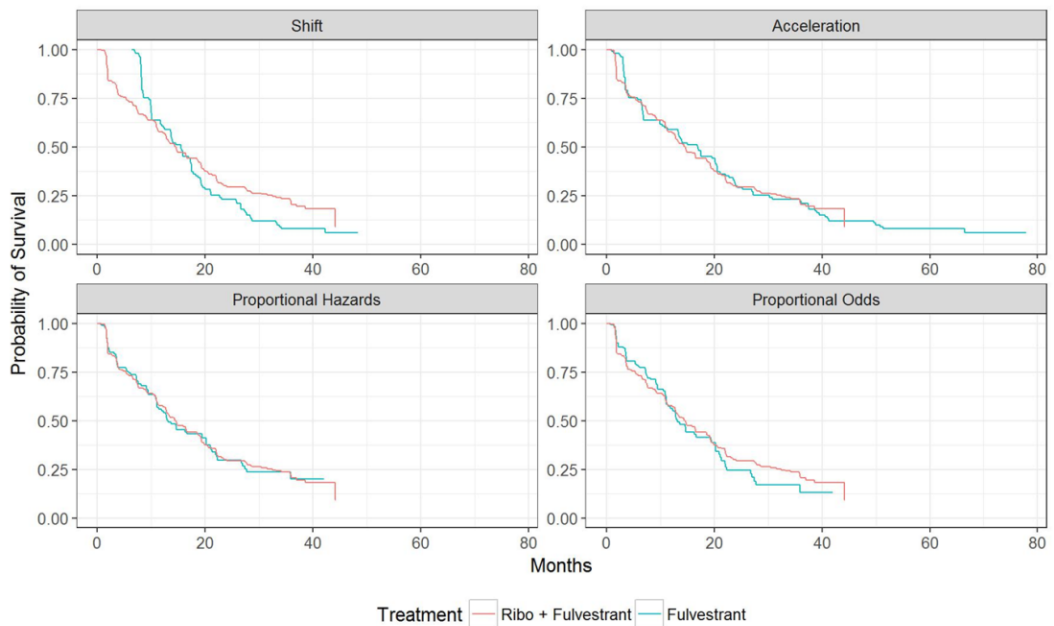 Shift
Acceleration
1.00
0.75
0.50
0.25
0.00
0 20 40 60 80
1.00
0.75
0.50
0.25
0.00
0 20 40 60 80
Proportional Hazards
Proportional Odds
1.00
0.75
0.50
0.25
0.00
0 20 40 60 80
1.00
0.75
0.50
0.25
0.00
0 20 40 60 80
Probability of Survival
Months
Treatment Ribo + Fulvestrant Fulvestrant